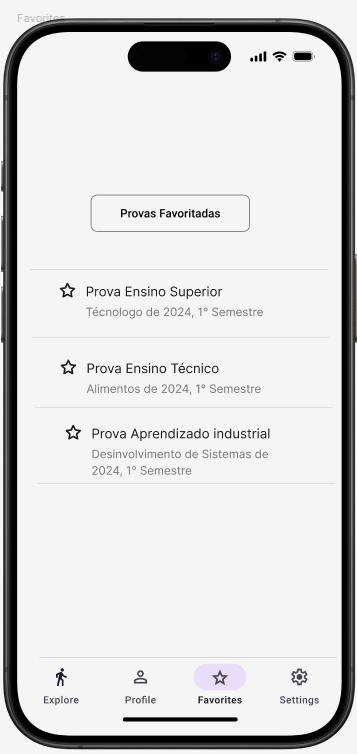 Favorites
Provas Favoritadas
Prova Ensino Superior
Técnologo de 2024, 1° Semestre
Prova Ensino Técnico
Alimentos de 2024, 1° Semestre
Prova Aprendizado industrial
Desinvolvimento de Sistemas de
2024, 1° Semestre
Explore
Profile
Favorites
Settings